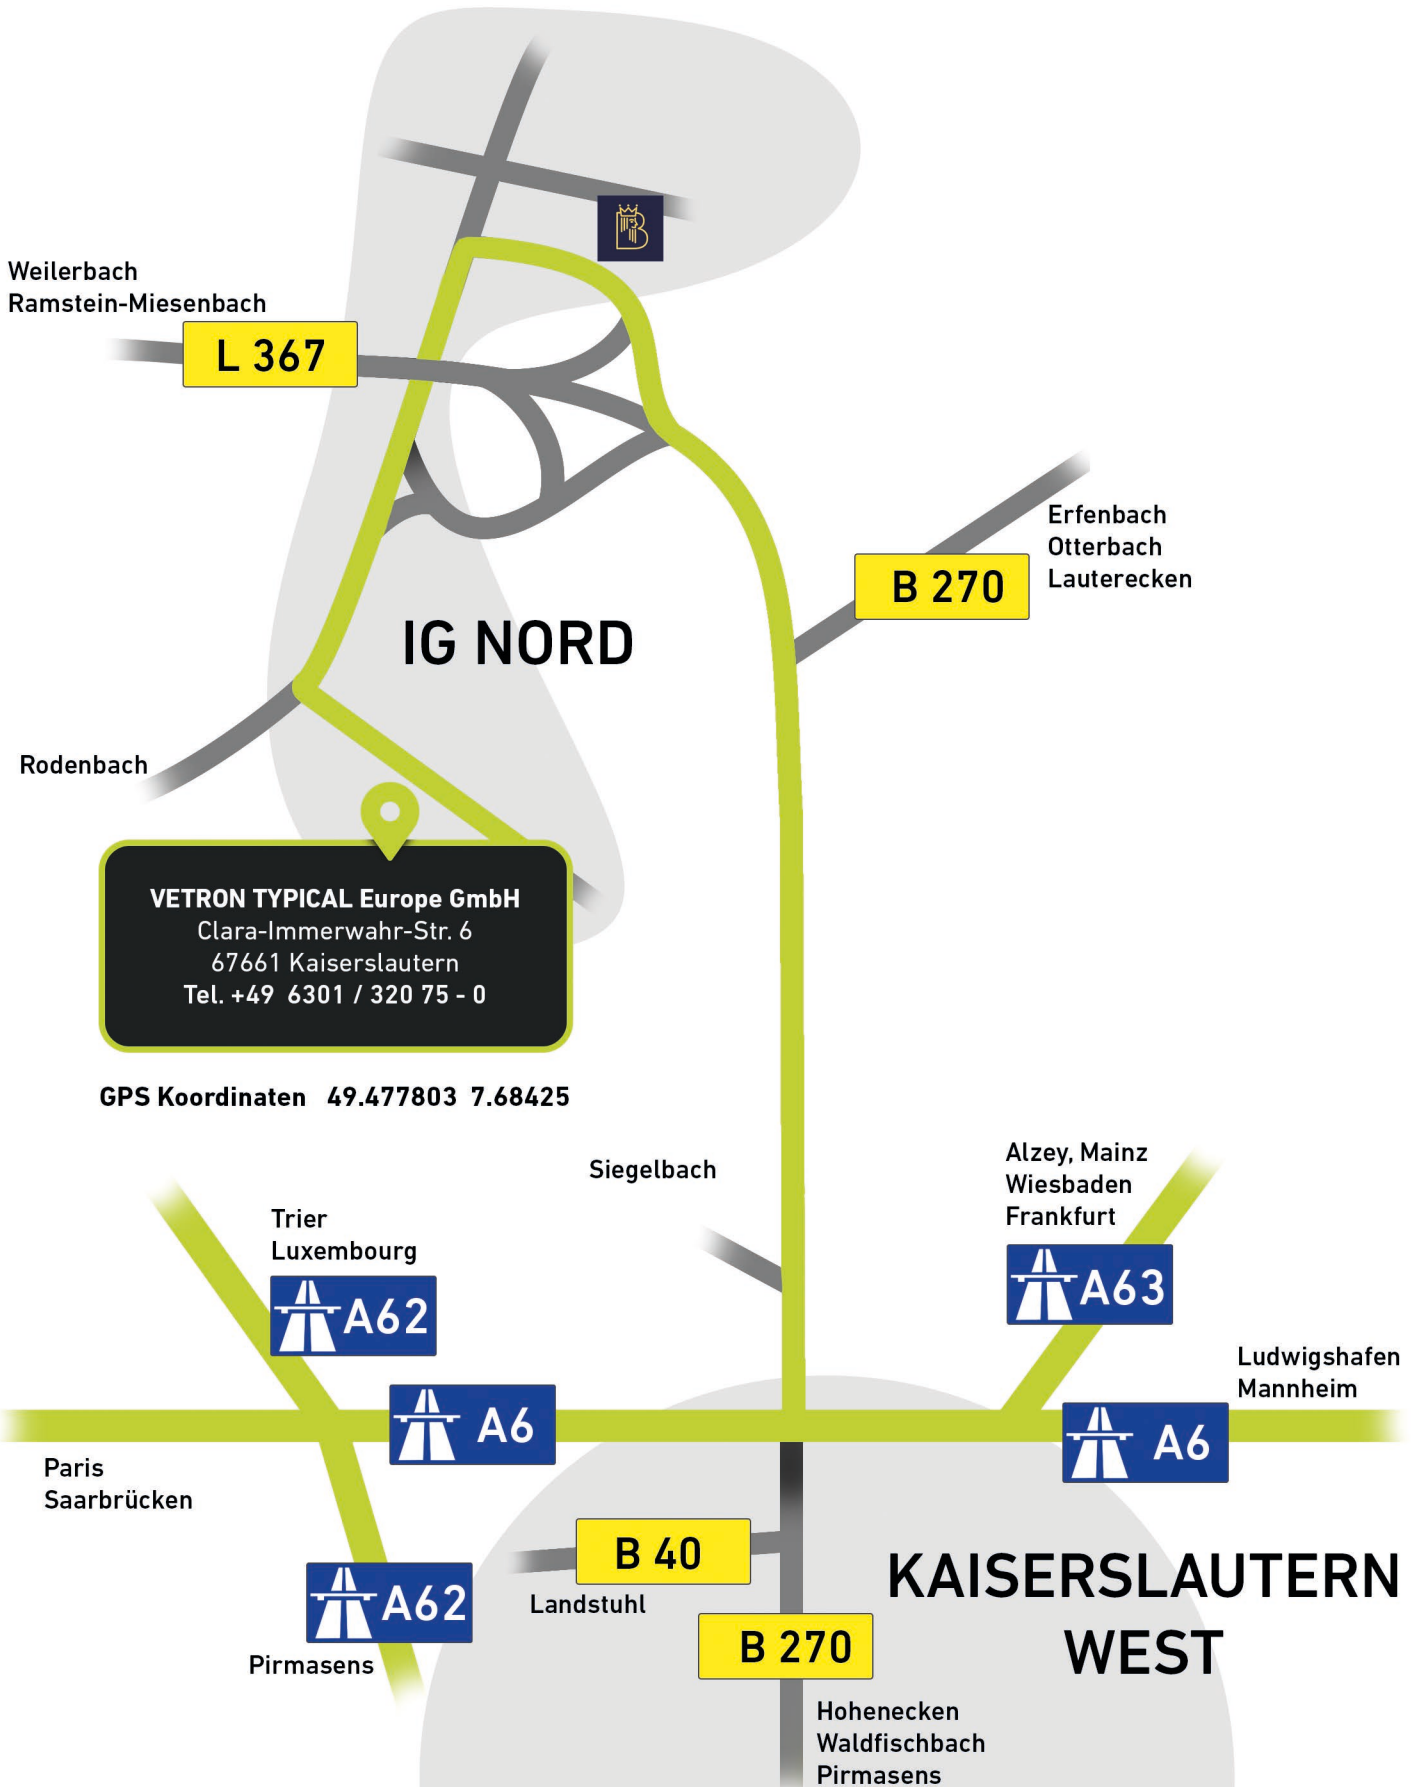 Weilerbach
Ramstein-Miesenbach
L 367
Erfenbach
Otterbach
Lauterecken
B 270
IG NORD
Rodenbach
VETRON TYPICAL Europe GmbH
Clara-Immerwahr-Str. 6
67661 Kaiserslautern
Tel. +49 6301 / 320 75 - 0
GPS Koordinaten 49.477803 7.68425
Siegelbach
Alzey, Mainz
Wiesbaden
Frankfurt
A63
Trier
Luxembourg
A62
Ludwigshafen
Mannheim
A6
A6
Paris
Saarbrücken
B 40
Landstuhl
KAISERSLAUTERN
WEST
A62
Pirmasens
B 270
Hohenecken
Waldfischbach
Pirmasens